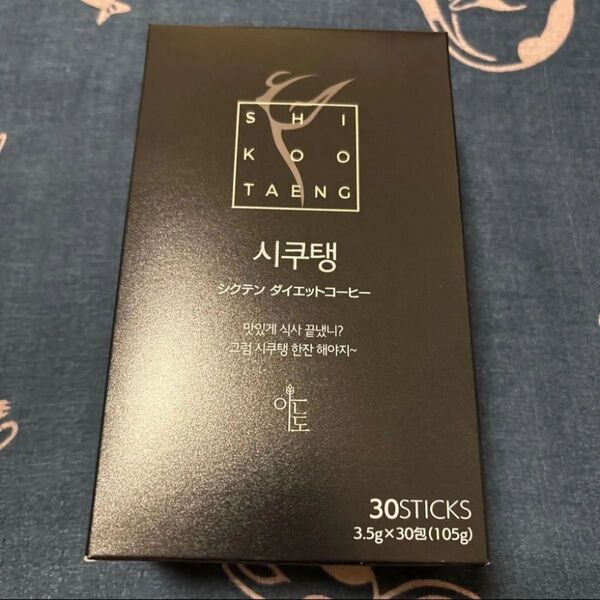 SHI
KOO
TAENG
시쿠탱
シクテン ダイエットコーヒー
맛있게 식사 끝냈니?
그럼 시쿠탱 한잔 해야지~
30STICKS
3.5g×30包(105g)